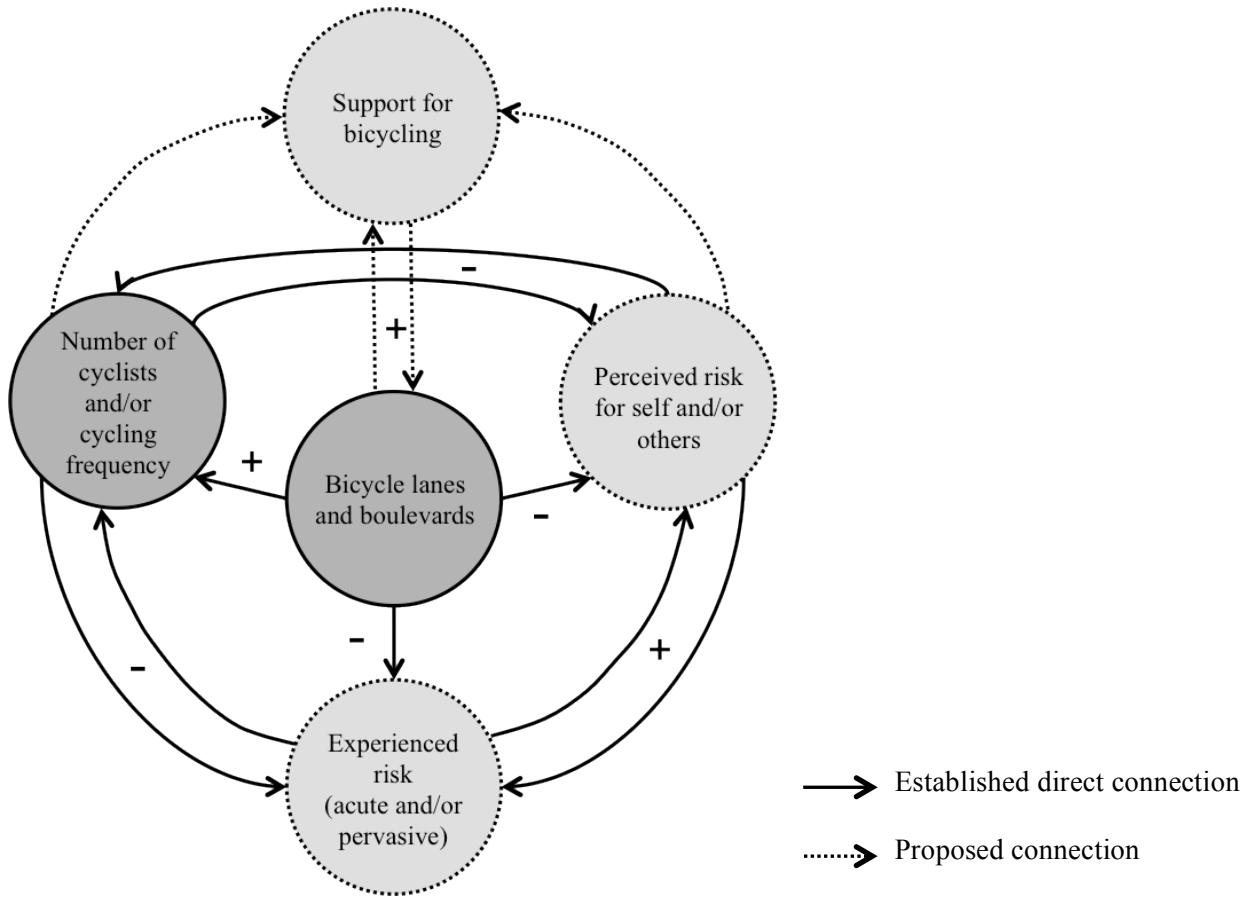 Support for
bicycling
-
+
Number of
cyclists
and/or
cycling
frequency
Perceived risk
for self and/or
others
+
Bicycle lanes
and boulevards
-
-
-
+
Experienced
risk
(acute and/or
pervasive)
Established direct connection
Proposed connection